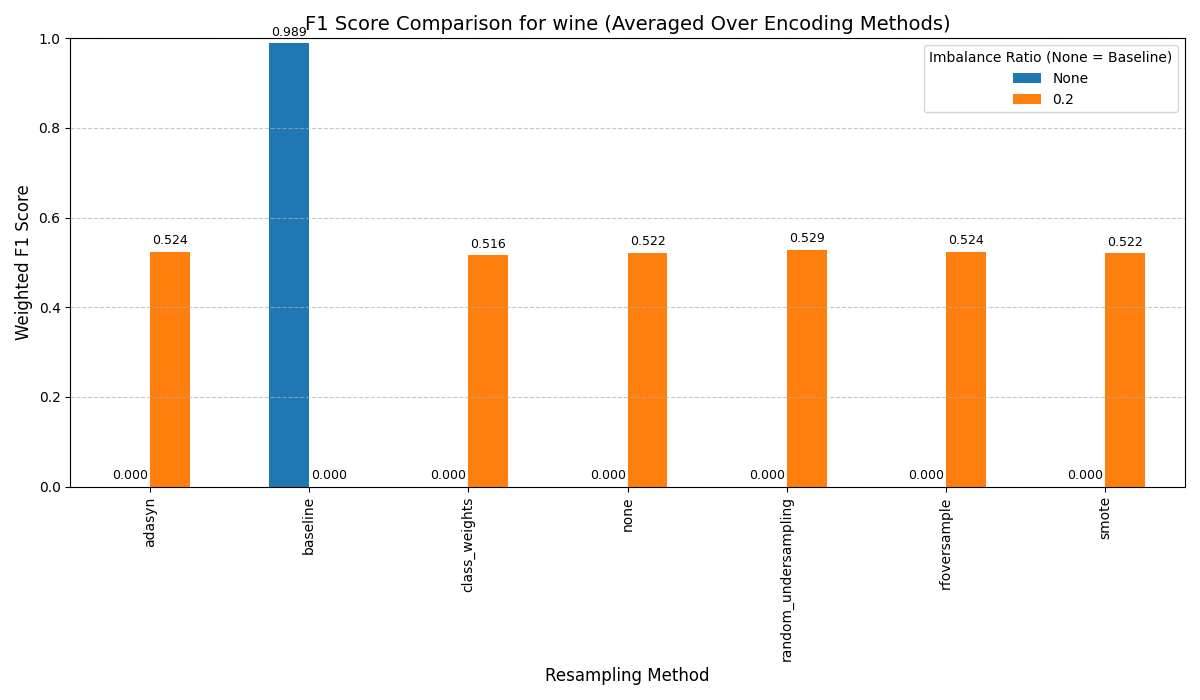 F1 Score Comparison for wine (Averaged Over Encoding Methods)
Imbalance Ratio (None = Baseline)
None
0.2
Weighted F1 Score
1.0
0.8
0.6
0.4
0.2
0.0
0.000
0.524
0.989
0.000
0.000
0.516
0.000
0.522
0.000
0.529
0.000
0.524
0.000
0.522
adasyn
baseline
class_weights
none
random_undersampling
rfoversample
smote
Resampling Method